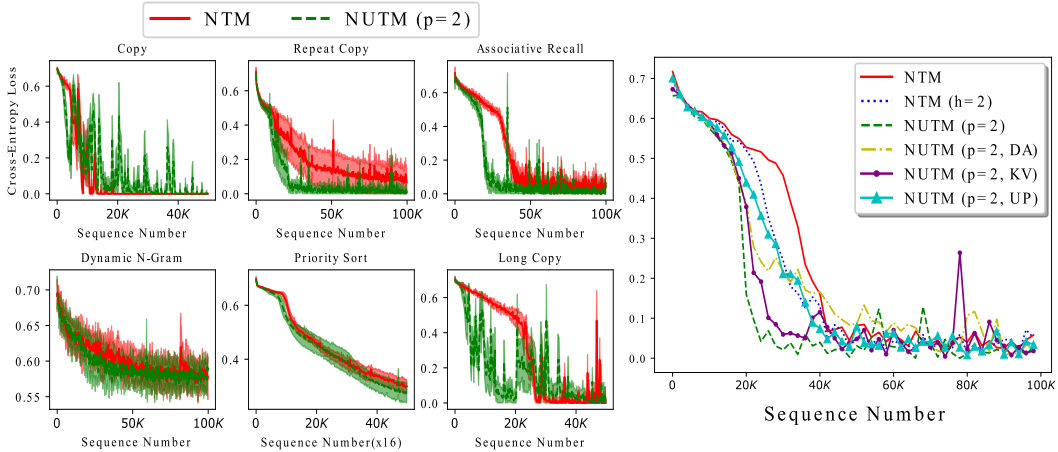 NTM NUTM (p=2)
Copy Repeat Copy Associative Recall
Cross-Entropy Loss
0.6
0.4
0.2
0.0
0 20K 40K
Sequence Number
0.6
0.4
0.2
0.0
0 50K 100K
Sequence Number
0.6
0.4
0.2
0.0
0 50K 100K
Sequence Number
Dynamic N-Gram Priority Sort Long Copy
0.70
0.65
0.60
0.55
0 50K 100K
Sequence Number
0.6
0.4
0 20K 40K
Sequence Number(x16)
0.6
0.4
0.2
0.0
0 20K 40K
Sequence Number
NTM
NTM (h=2)
NUTM (p=2)
NUTM (p=2, DA)
NUTM (p=2, KV)
NUTM (p=2, UP)
0.7
0.6
0.5
0.4
0.3
0.2
0.1
0.0
0 20K 40K 60K 80K 100K
Sequence Number